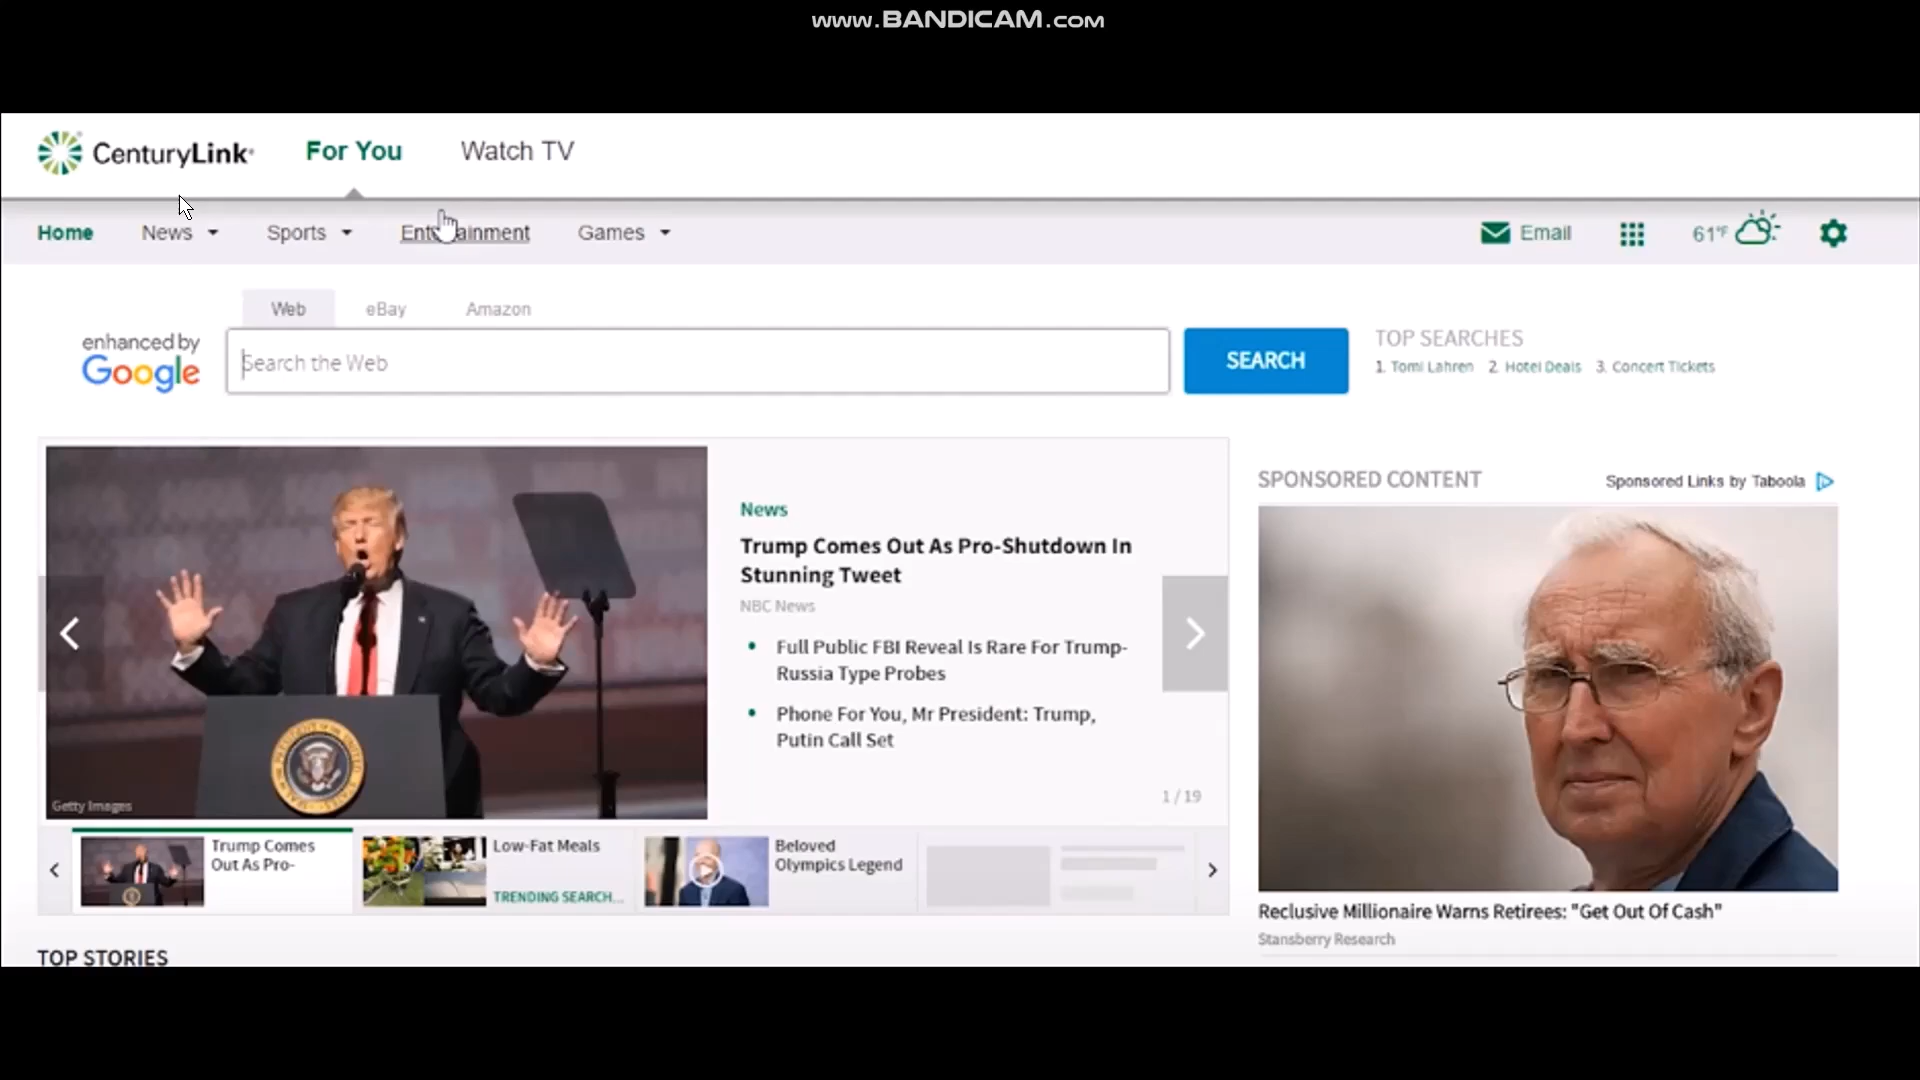 www.BANDICAM.com
CenturyLink
For You
Watch TV
Home
News
Sports
Entertainment
Games
Email
61°F
Web
eBay
Amazon
enhanced by
Google
Search the Web
SEARCH
TOP SEARCHES
1. Tomi Lahren 2. Hotel Deals 3. Concert Tickets
News
Trump Comes Out As Pro-Shutdown In
Stunning Tweet
NBC News
• Full Public FBI Reveal Is Rare For Trump-
Russia Type Probes
• Phone For You, Mr President: Trump,
Putin Call Set
1 / 19
Getty Images
Trump Comes
Out As Pro-
Low-Fat Meals
TRENDING SEARCH...
Beloved
Olympics Legend
SPONSORED CONTENT
Sponsored Links by Taboola
Reclusive Millionaire Warns Retirees: "Get Out Of Cash"
Stansberry Research
TOP STORIES